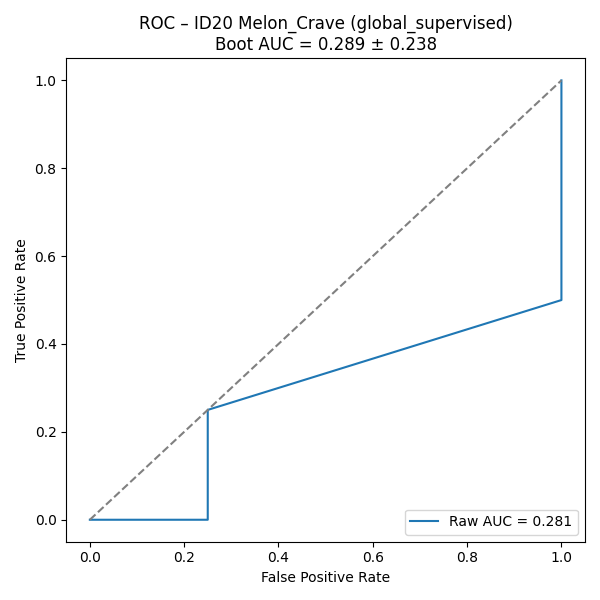 ROC – ID20 Melon_Crave (global_supervised)
Boot AUC = 0.289 ± 0.238
True Positive Rate
1.0
0.8
0.6
0.4
0.2
0.0
Raw AUC = 0.281
0.0 0.2 0.4 0.6 0.8 1.0
False Positive Rate